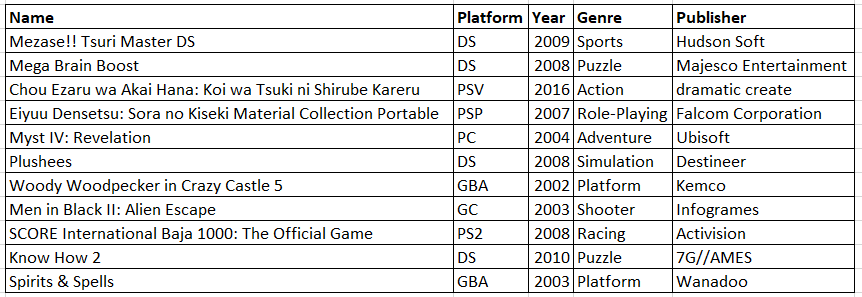 Name Platform Year Genre Publisher
Mezase!! Tsuri Master DS DS 2009 Sports Hudson Soft
Mega Brain Boost DS 2008 Puzzle Majesco Entertainment
Chou Ezaru wa Akai Hana: Koi wa Tsuki ni Shirube Kareru PSV 2016 Action dramatic create
Eiyuu Densetsu: Sora no Kiseki Material Collection Portable PSP 2007 Role-Playing Falcom Corporation
Myst IV: Revelation PC 2004 Adventure Ubisoft
Plushees DS 2008 Simulation Destineer
Woody Woodpecker in Crazy Castle 5 GBA 2002 Platform Kemco
Men in Black II: Alien Escape GC 2003 Shooter Infogrames
SCORE International Baja 1000: The Official Game PS2 2008 Racing Activision
Know How 2 DS 2010 Puzzle 7G//AMES
Spirits & Spells GBA 2003 Platform Wanadoo